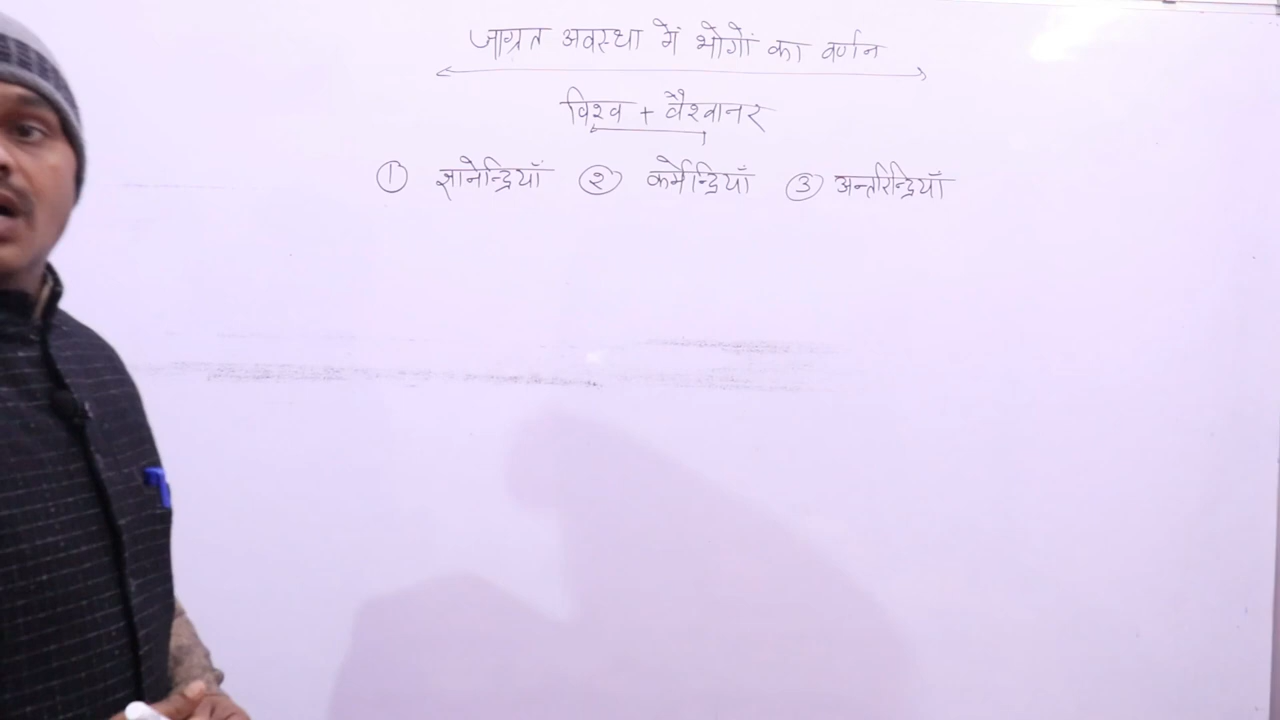 जाग्रत अवस्था में भोगों का वर्णन
विश्व + वैश्वानर
① ज्ञानेन्द्रियाँ ② कर्मेन्द्रियाँ ③ अन्तरिन्द्रियाँ